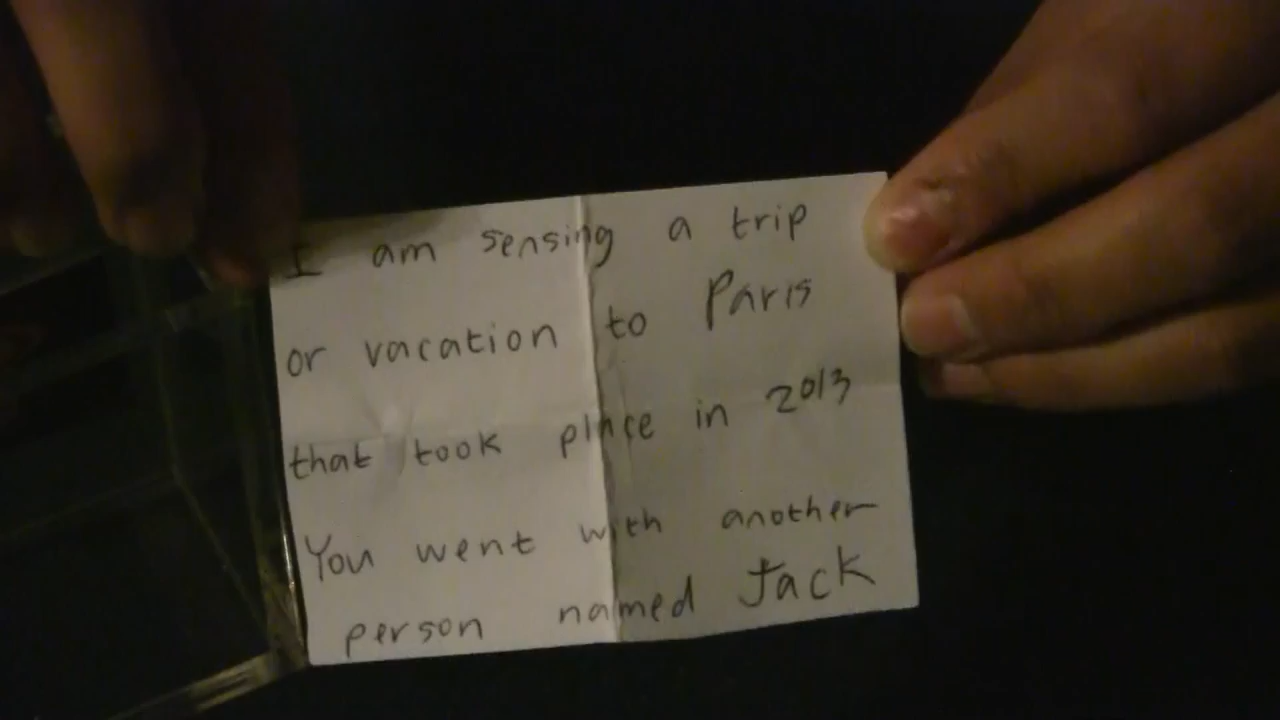 I am sensing a trip
or vacation to Paris
that took place in 2013
You went with another
person named Jack